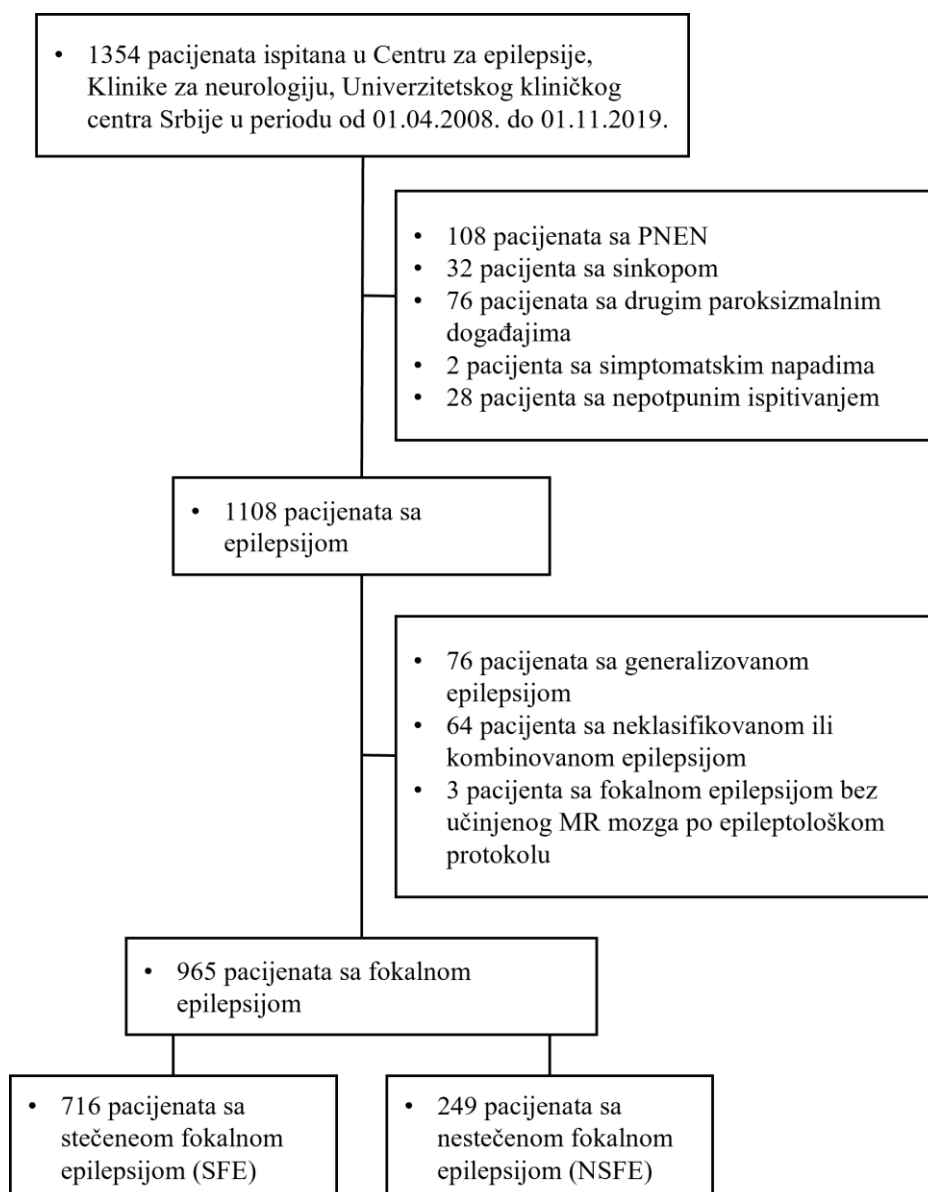 • 1354 pacijenata ispitana u Centru za epilepsije,
Klinike za neurologiju, Univerzitetskog kliničkog
centra Srbije u periodu od 01.04.2008. do 01.11.2019.
• 108 pacijenata sa PNEN
• 32 pacijenta sa sinkopom
• 76 pacijenata sa drugim paroksizmalnim
događajima
• 2 pacijenta sa simptomatskim napadima
• 28 pacijenta sa nepotpunim ispitivanjem
• 1108 pacijenata sa
epilepsijom
• 76 pacijenata sa generalizovanom
epilepsijom
• 64 pacijenta sa neklasifikovanom ili
kombinovanom epilepsijom
• 3 pacijenta sa fokalnom epilepsijom bez
učinjenog MR mozga po epileptološkom
protokolu
• 965 pacijenata sa fokalnom
epilepsijom
• 716 pacijenata sa
stečeneom fokalnom
epilepsijom (SFE)
• 249 pacijenata sa
nestečenom fokalnom
epilepsijom (NSFE)